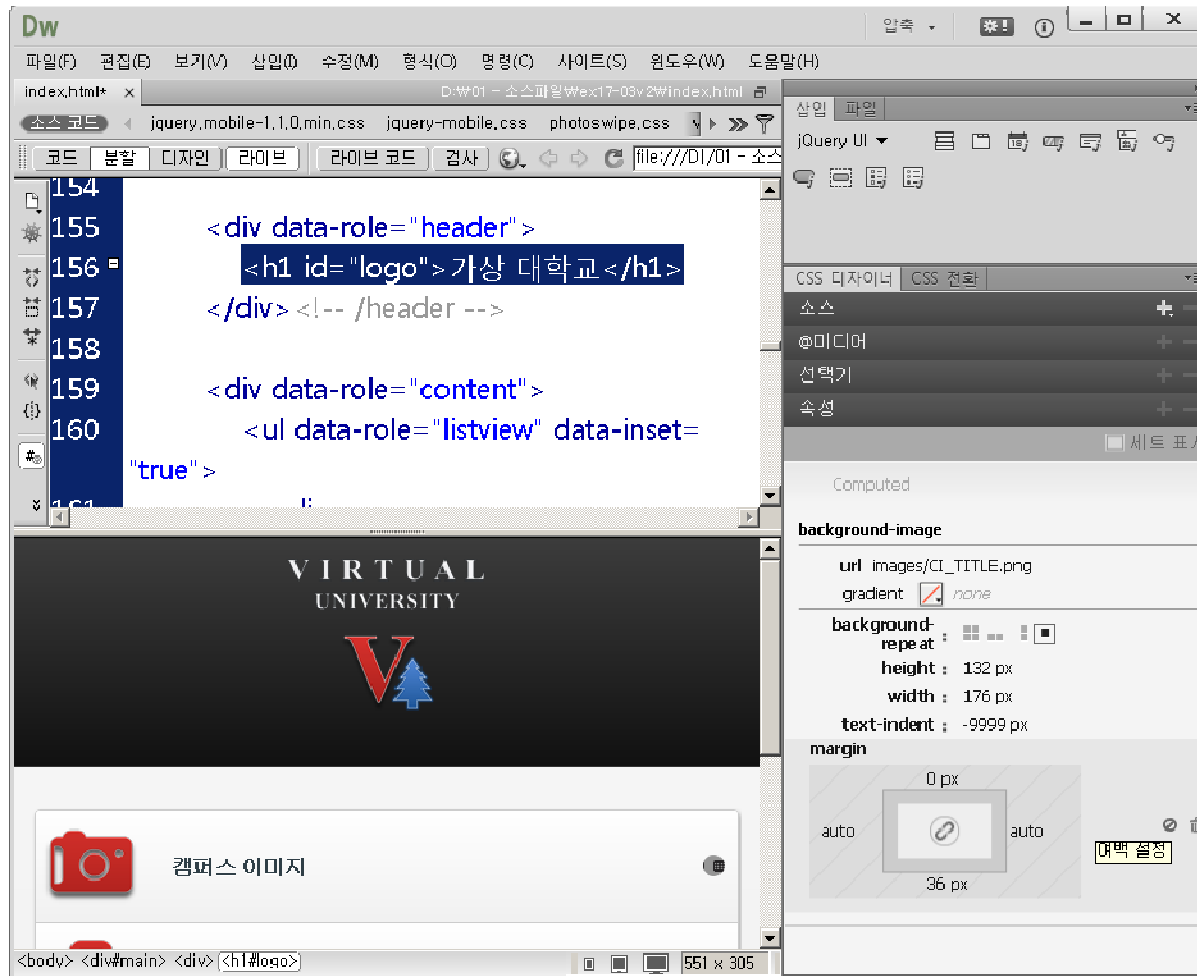 Dw
압축
파일(F) 편집(E) 보기(V) 삽입(I) 수정(M) 형식(O) 명령(C) 사이트(S) 윈도우(W) 도움말(H)
index.html* x D:\01 - 소스파일\ex17-03v2\index.html
소스 코드 jquery.mobile-1.1.0.min.css jquery-mobile.css photoswipe.css
코드 분할 디자인 라이브 라이브 코드 검사 file:///D|/01 - 소스
154
155 <div data-role="header">
156 <h1 id="logo">가상 대학교</h1>
157 </div> <!-- /header -->
158
159 <div data-role="content">
160 <ul data-role="listview" data-inset=
"true">
VIRTUAL
UNIVERSITY
캠퍼스 이미지
<body> <div#main> <div> <h1#logo> 551 x 305
삽입 파일
jQuery UI
CSS 디자이너 CSS 전환
소스
@미디어
선택기
속성
세트 표시
Computed
background-image
url images/CI_TITLE.png
gradient none
background-
repeat :
height : 132 px
width : 176 px
text-indent : -9999 px
margin
0 px
auto auto
여백 설정
36 px